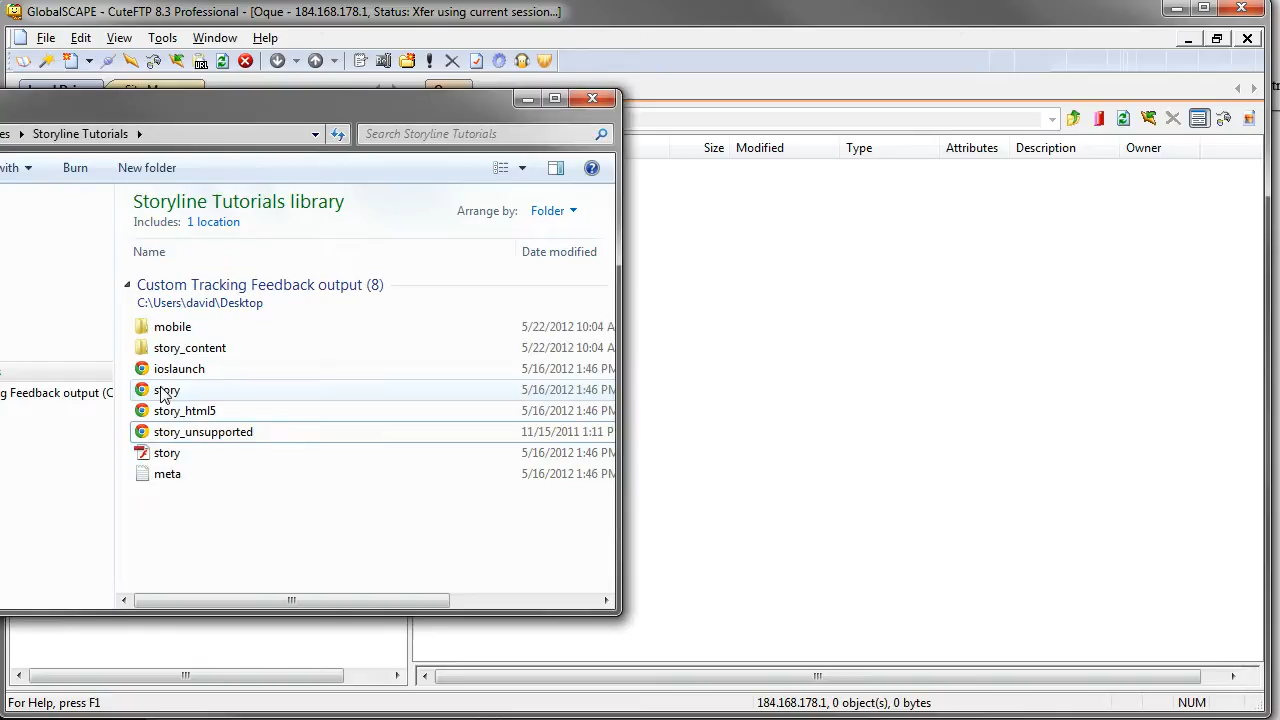 GlobalSCAPE - CuteFTP 8.3 Professional - [Oque - 184.168.178.1, Status: Xfer using current session...]
File Edit View Tools Window Help
URL
es Storyline Tutorials Search Storyline Tutorials
with Burn New folder
Size Modified Type Attributes Description Owner
Storyline Tutorials library
Includes: 1 location
Arrange by: Folder
Name Date modified
Custom Tracking Feedback output (8)
C:\Users\david\Desktop
mobile 5/22/2012 10:04 A
story_content 5/22/2012 10:04 A
ioslaunch 5/16/2012 1:46 PM
story 5/16/2012 1:46 PM
g Feedback output (C
story_html5 5/16/2012 1:46 PM
story_unsupported 11/15/2011 1:11 P
story 5/16/2012 1:46 PM
meta 5/16/2012 1:46 PM
For Help, press F1 184.168.178.1, 0 object(s), 0 bytes NUM